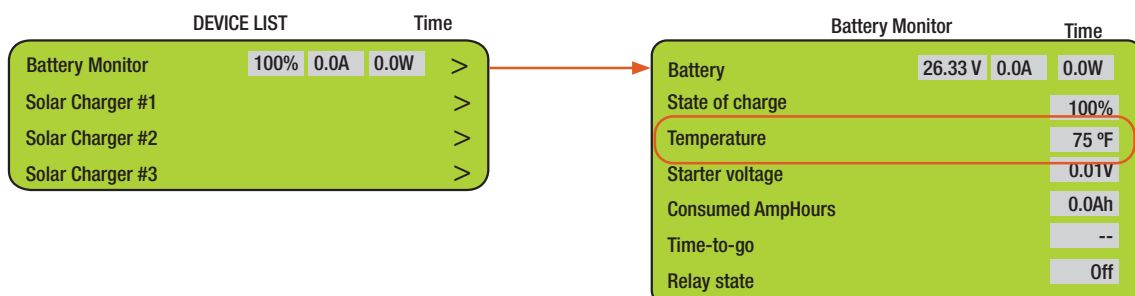 DEVICE LIST Time
Battery Monitor 100% 0.0A 0.0W >
Solar Charger #1 >
Solar Charger #2 >
Solar Charger #3 >
Battery Monitor Time
Battery 26.33 V 0.0A 0.0W
State of charge 100%
Temperature 75 ºF
Starter voltage 0.01V
Consumed AmpHours 0.0Ah
Time-to-go --
Relay state Off